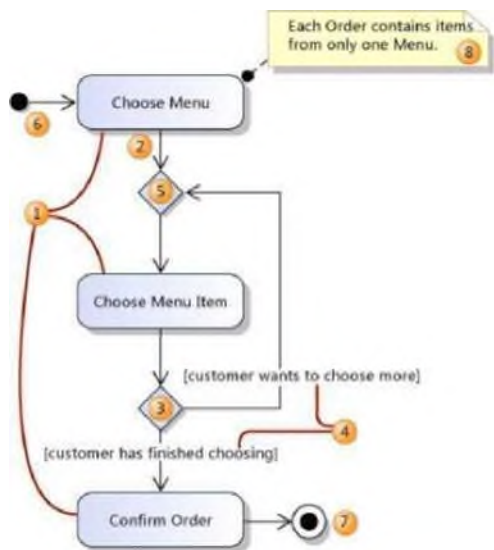 Each Order contains items
from only one Menu.
8
Choose Menu
6
2
5
1
Choose Menu Item
[customer wants to choose more]
3
4
[customer has finished choosing]
Confirm Order
7